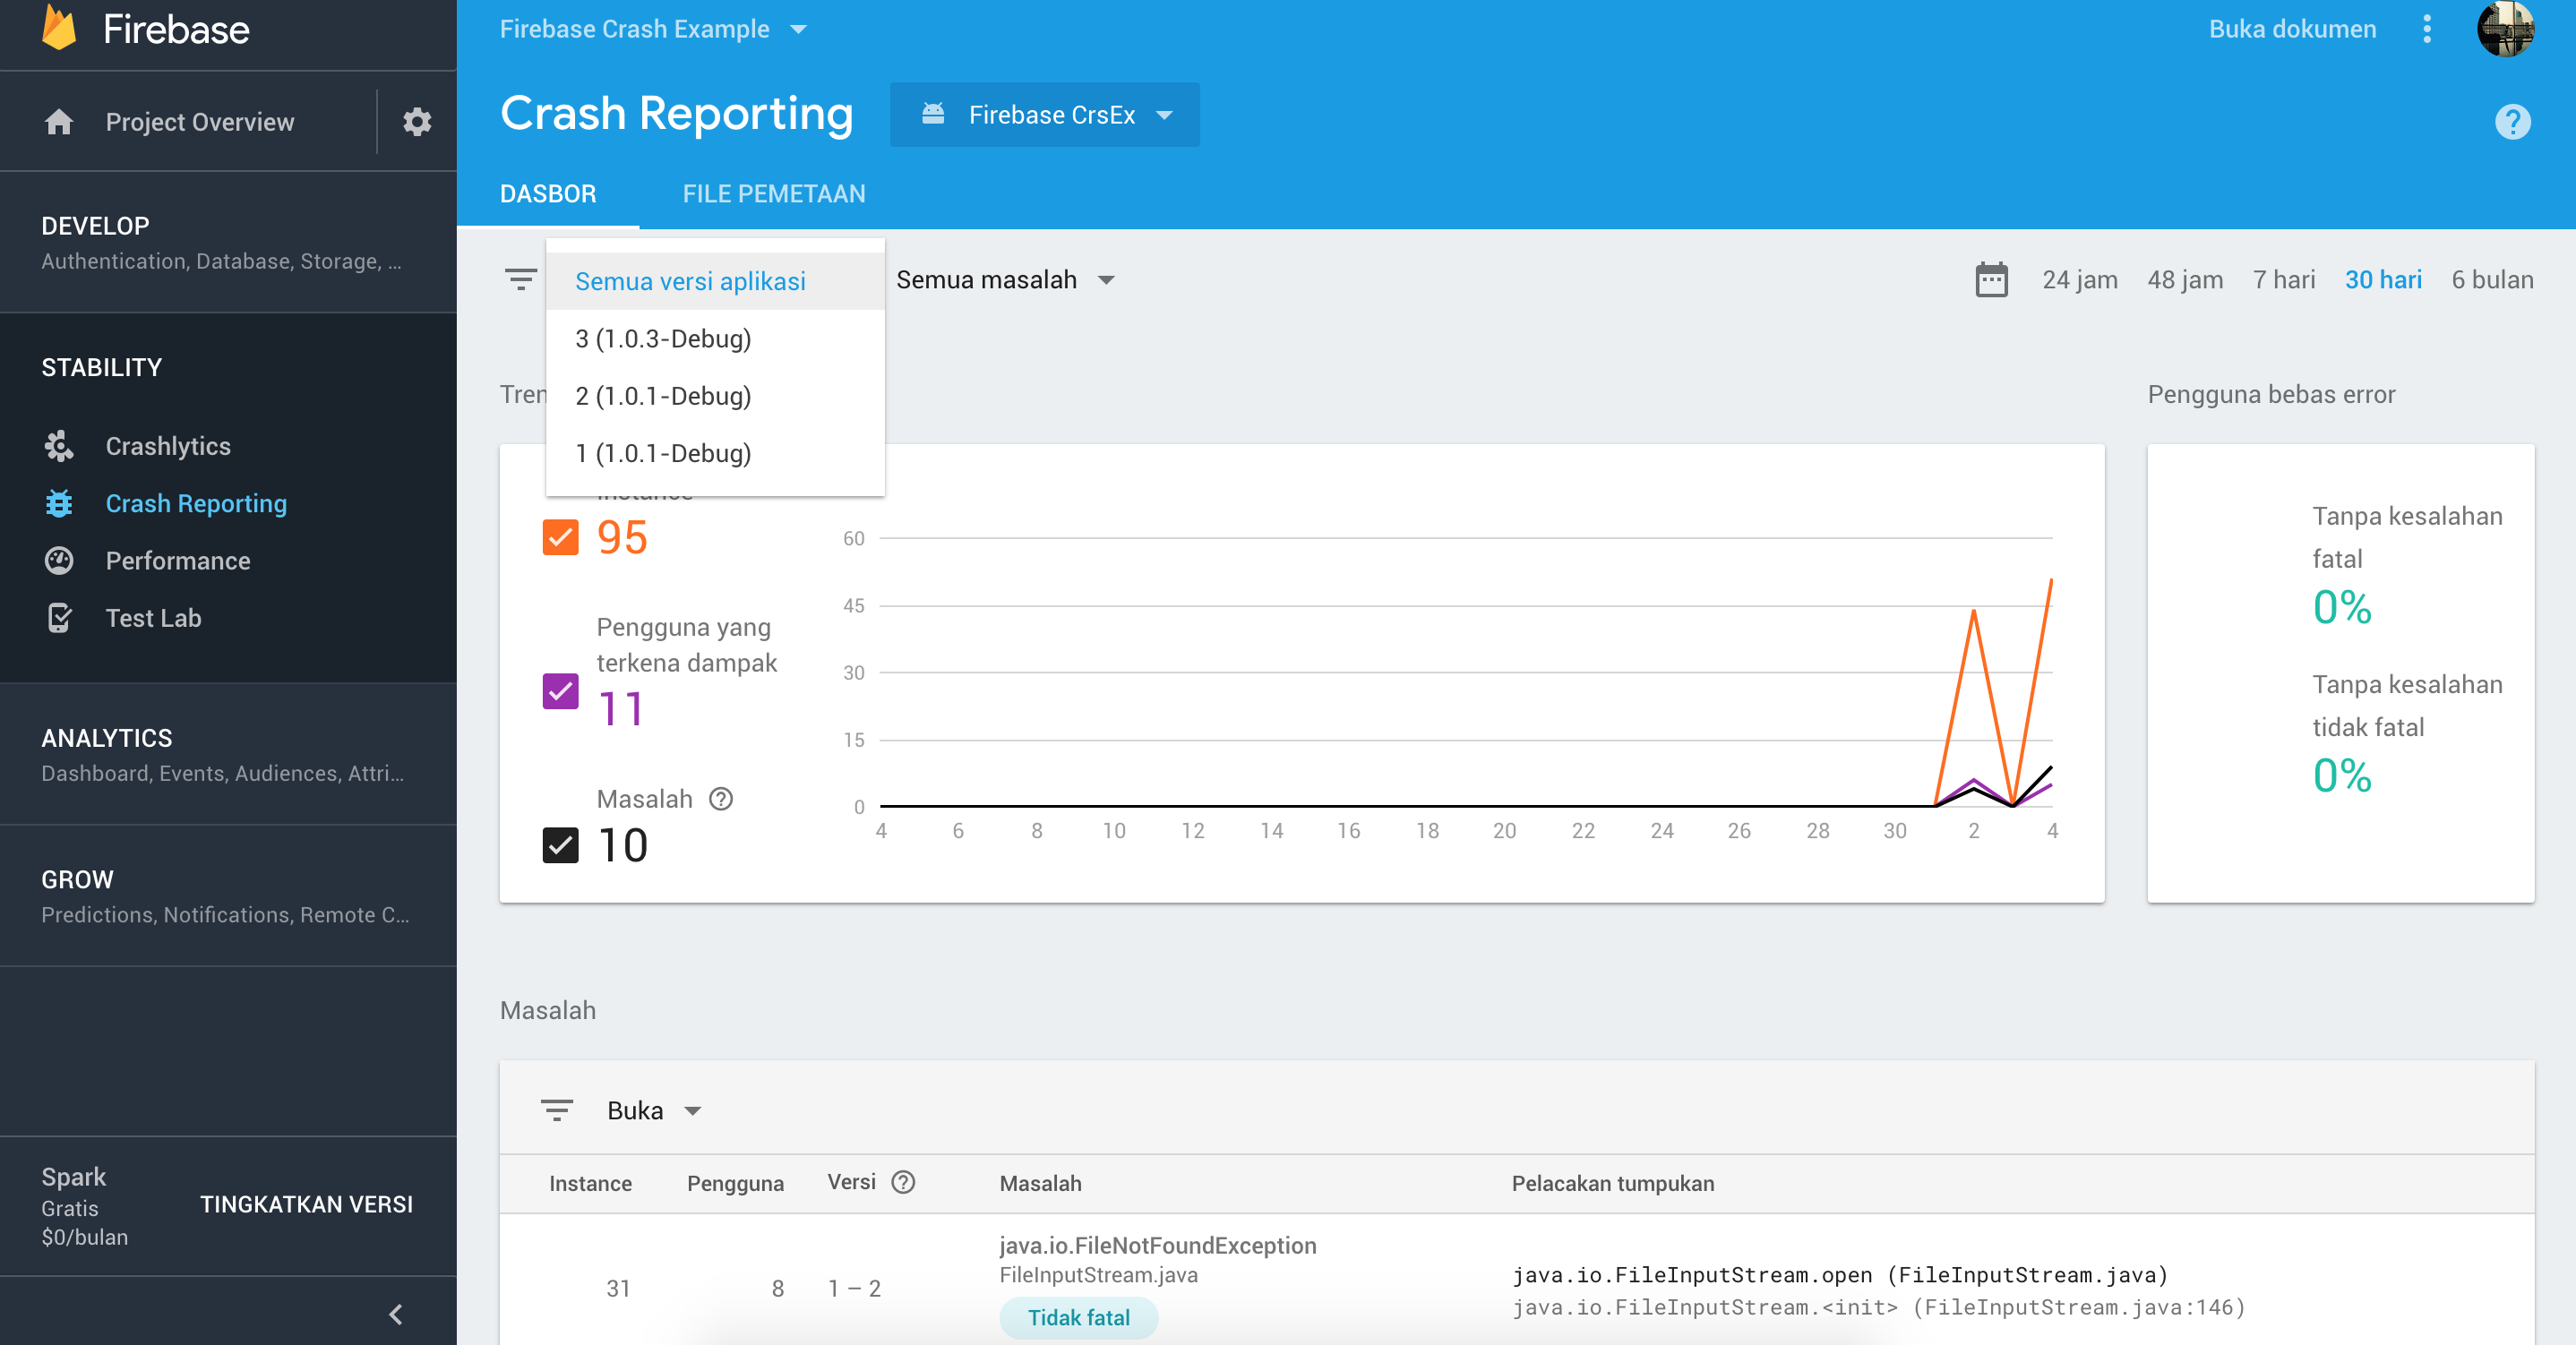 Firebase
Project Overview
DEVELOP
Authentication, Database, Storage, ...
STABILITY
Crashlytics
Crash Reporting
Performance
Test Lab
ANALYTICS
Dashboard, Events, Audiences, Attri...
GROW
Predictions, Notifications, Remote C...
Spark
Gratis
$0/bulan
TINGKATKAN VERSI
Firebase Crash Example
Buka dokumen
Crash Reporting
Firebase CrsEx
?
DASBOR
FILE PEMETAAN
Semua versi aplikasi
3 (1.0.3-Debug)
2 (1.0.1-Debug)
1 (1.0.1-Debug)
Semua masalah
24 jam 48 jam 7 hari 30 hari 6 bulan
Tren
Instance
95
Pengguna yang
terkena dampak
11
Masalah ?
10
60
45
30
15
0
4 6 8 10 12 14 16 18 20 22 24 26 28 30 2 4
Pengguna bebas error
Tanpa kesalahan
fatal
0%
Tanpa kesalahan
tidak fatal
0%
Masalah
Buka
Instance Pengguna Versi ? Masalah Pelacakan tumpukan
31 8 1 – 2
java.io.FileNotFoundException
FileInputStream.java
Tidak fatal
java.io.FileInputStream.open (FileInputStream.java)
java.io.FileInputStream.<init> (FileInputStream.java:146)